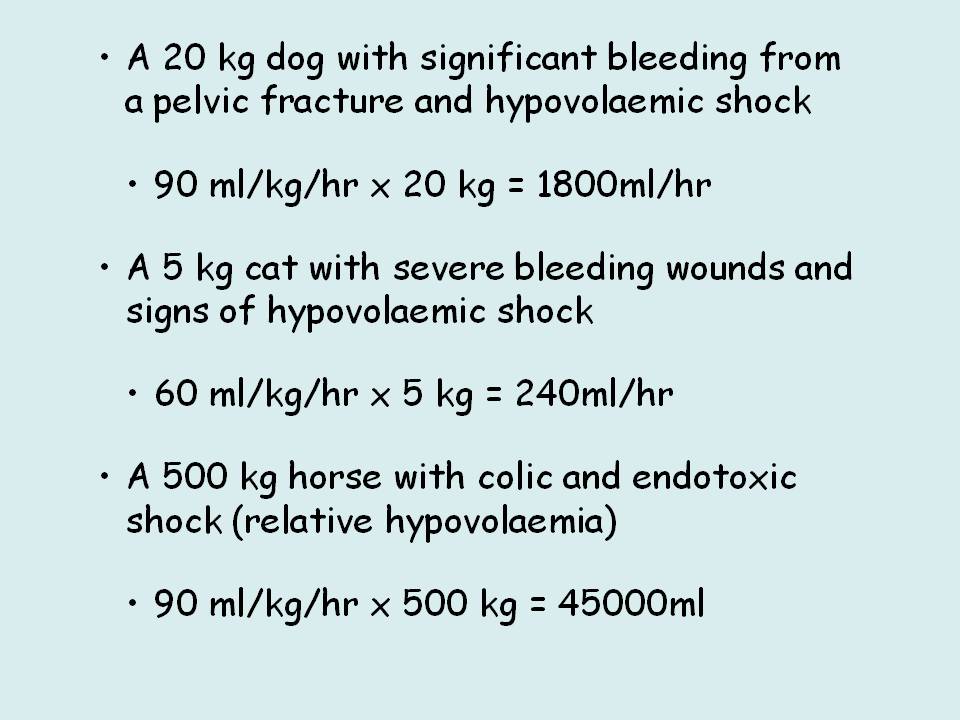 • A 20 kg dog with significant bleeding from
a pelvic fracture and hypovolaemic shock
• 90 ml/kg/hr x 20 kg = 1800ml/hr
• A 5 kg cat with severe bleeding wounds and
signs of hypovolaemic shock
• 60 ml/kg/hr x 5 kg = 240ml/hr
• A 500 kg horse with colic and endotoxic
shock (relative hypovolaemia)
• 90 ml/kg/hr x 500 kg = 45000ml